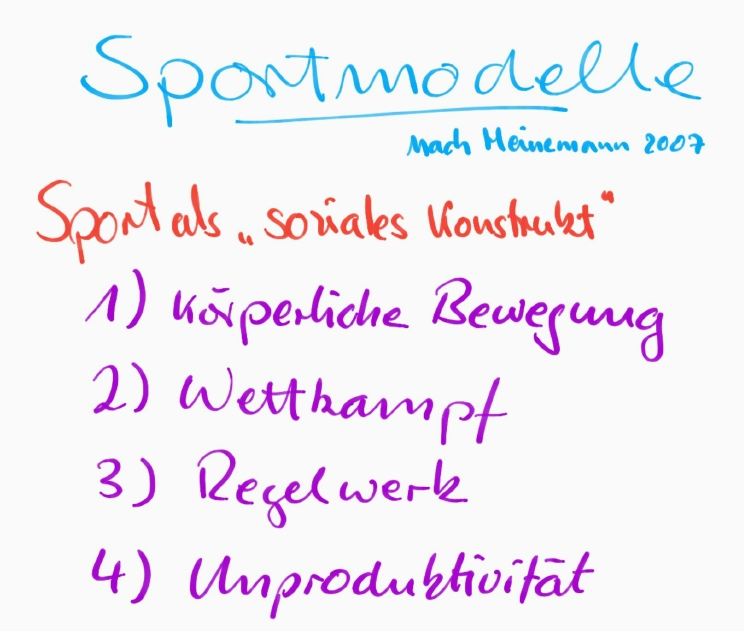 Sportmodelle
nach Heinemann 2007
Sport als „soziales Konstrukt"
1) körperliche Bewegung
2) Wettkampf
3) Regelwerk
4) Unproduktivität